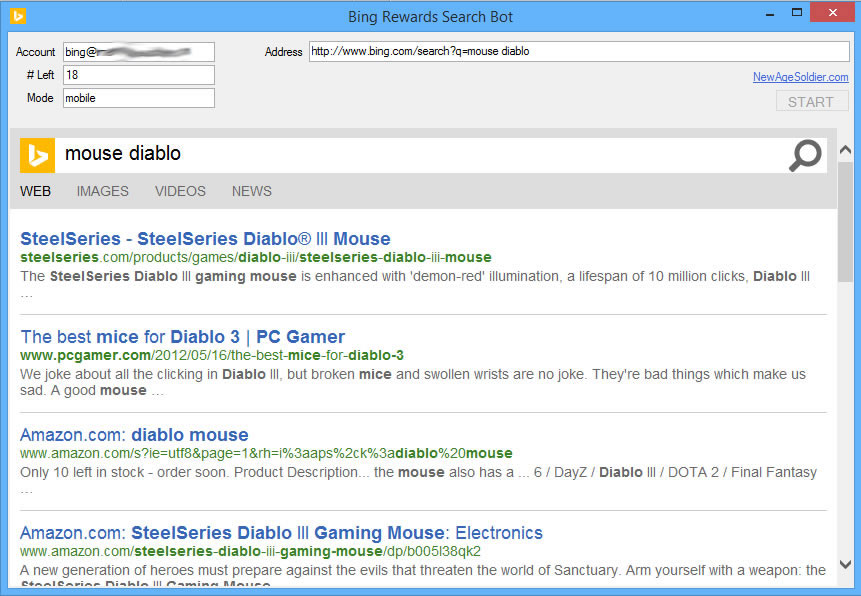 Bing Rewards Search Bot
Account bing@
Address http://www.bing.com/search?q=mouse diablo
# Left 18
NewAgeSoldier.com
Mode mobile
START
mouse diablo
WEB IMAGES VIDEOS NEWS
SteelSeries - SteelSeries Diablo® III Mouse
steelseries.com/products/games/diablo-iii/steelseries-diablo-iii-mouse
The SteelSeries Diablo III gaming mouse is enhanced with 'demon-red' illumination, a lifespan of 10 million clicks, Diablo III
...
The best mice for Diablo 3 | PC Gamer
www.pcgamer.com/2012/05/16/the-best-mice-for-diablo-3
We joke about all the clicking in Diablo III, but broken mice and swollen wrists are no joke. They're bad things which make us
sad. A good mouse ...
Amazon.com: diablo mouse
www.amazon.com/s?ie=utf8&page=1&rh=i%3aaps%2ck%3adiablo%20mouse
Only 10 left in stock - order soon. Product Description... the mouse also has a ... 6 / DayZ / Diablo III / DOTA 2 / Final Fantasy
...
Amazon.com: SteelSeries Diablo III Gaming Mouse: Electronics
www.amazon.com/steelseries-diablo-iii-gaming-mouse/dp/b005l38qk2
A new generation of heroes must prepare against the evils that threaten the world of Sanctuary. Arm yourself with a weapon: the
SteelSeries Diablo III Gaming Mouse